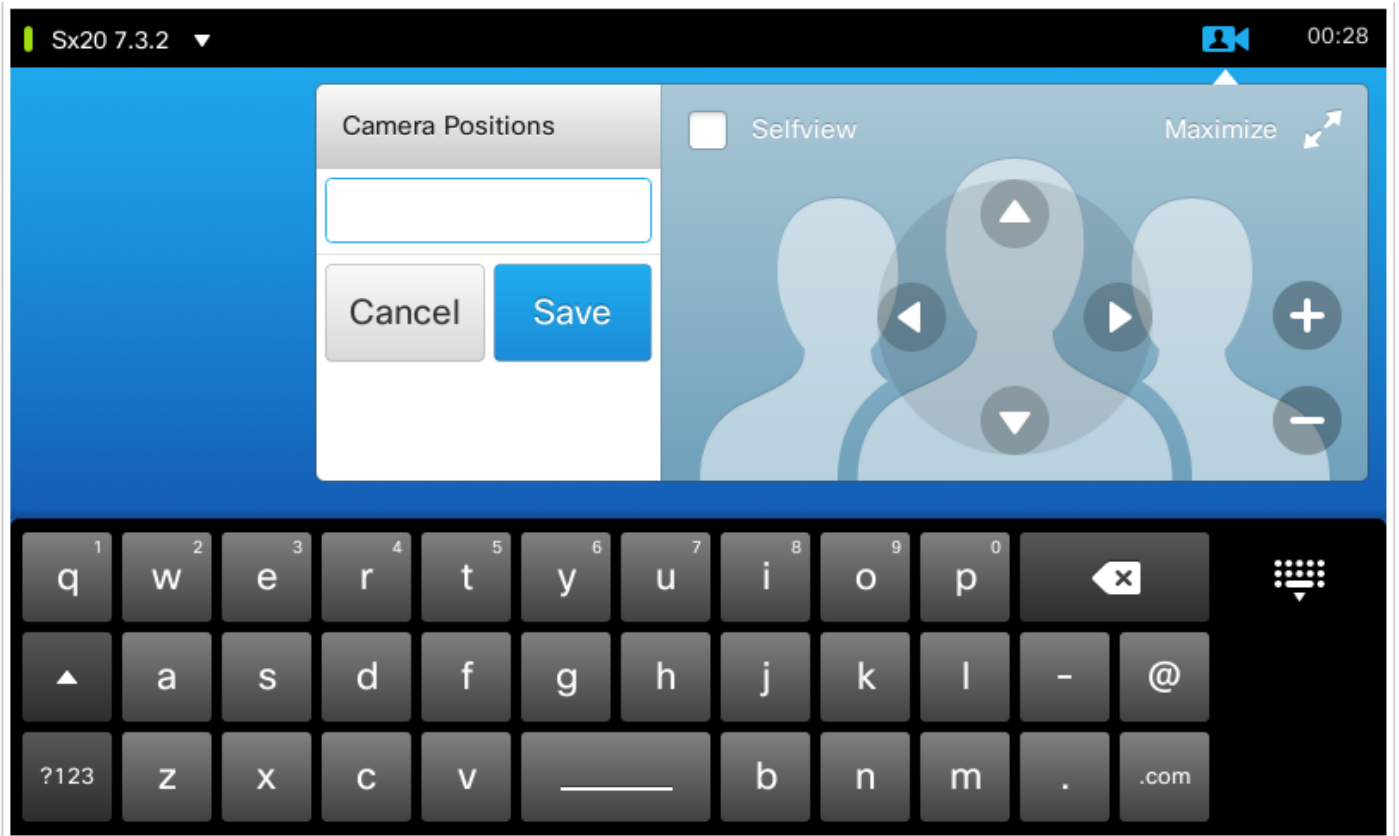 Sx20 7.3.2 00:28
Camera Positions
Selfview
Maximize
Cancel
Save
1 2 3 4 5 6 7 8 9 0
q w e r t y u i o p
a s d f g h j k l - @
?123 z x c v b n m . .com